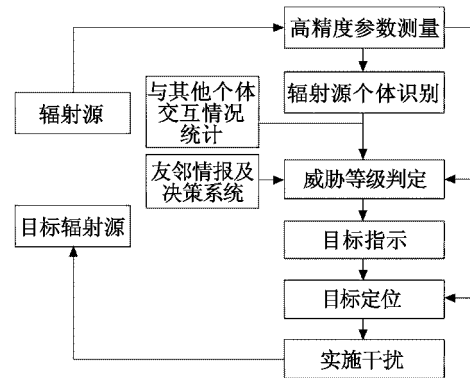 高精度参数测量
辐射源个体识别
与其他个体
交互情况
统计
辐射源
友邻情报及
决策系统
威胁等级判定
目标辐射源
目标指示
目标定位
实施干扰